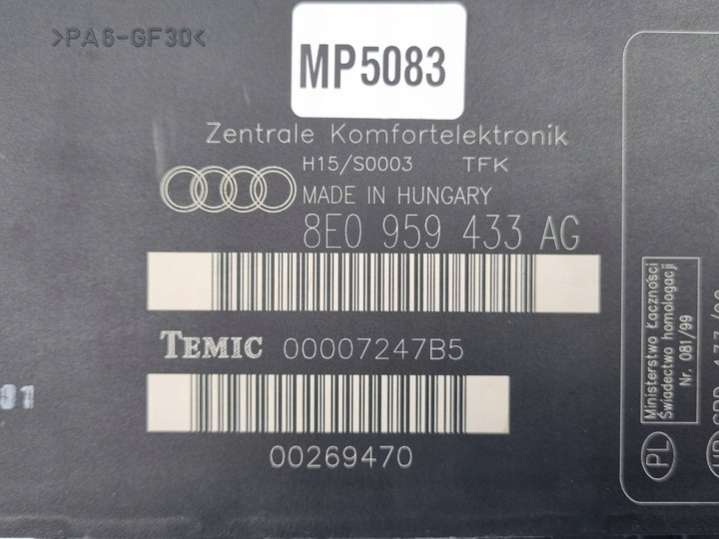 >PA6-GF30<
MP5083
Zentrale Komfortelektronik
H15/S0003 TFK
MADE IN HUNGARY
8E0 959 433 AG
TEMIC 00007247B5
00269470
01
Ministerstwo Łączności
Świadectwo homologacji
Nr. 081/99
PL